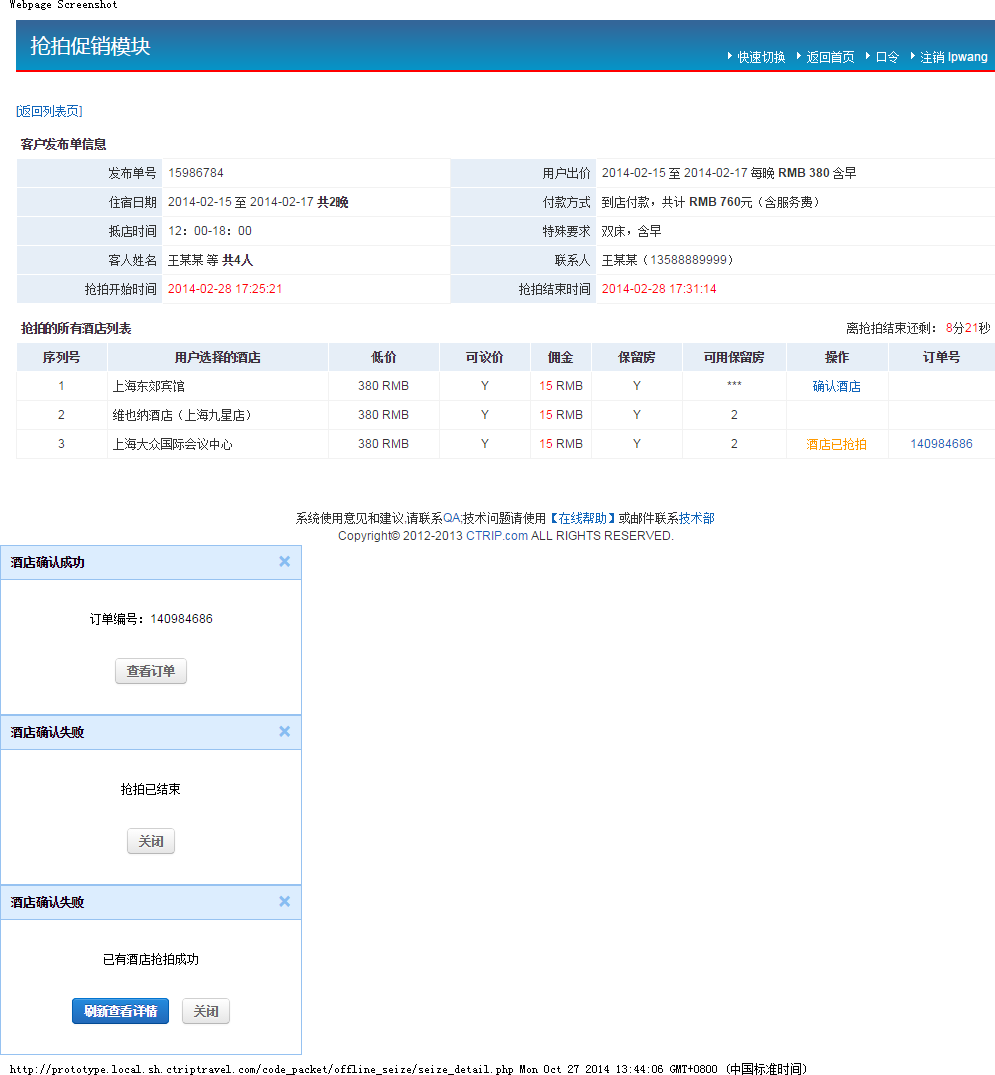 Webpage Screenshot
抢拍促销模块
快速切换 返回首页 口令 注销 lpwang
[返回列表页]
客户发布单信息
发布单号 15986784 用户出价 2014-02-15 至 2014-02-17 每晚 RMB 380 含早
住宿日期 2014-02-15 至 2014-02-17 共2晚 付款方式 到店付款，共计 RMB 760元（含服务费）
抵店时间 12：00-18：00 特殊要求 双床，含早
客人姓名 王某某 等 共4人 联系人 王某某（13588889999）
抢拍开始时间 2014-02-28 17:25:21 抢拍结束时间 2014-02-28 17:31:14
抢拍的所有酒店列表 离抢拍结束还剩： 8分21秒
序列号 用户选择的酒店 低价 可议价 佣金 保留房 可用保留房 操作 订单号
1 上海东郊宾馆 380 RMB Y 15 RMB Y *** 确认酒店
2 维也纳酒店（上海九星店） 380 RMB Y 15 RMB Y 2
3 上海大众国际会议中心 380 RMB Y 15 RMB Y 2 酒店已抢拍 140984686
系统使用意见和建议,请联系QA;技术问题请使用【在线帮助】或邮件联系技术部
Copyright© 2012-2013 CTRIP.com ALL RIGHTS RESERVED.
酒店确认成功 ×
订单编号：140984686
查看订单
酒店确认失败 ×
抢拍已结束
关闭
酒店确认失败 ×
已有酒店抢拍成功
刷新查看详情 关闭
http://prototype.local.sh.ctriptravel.com/code_packet/offline_seize/seize_detail.php Mon Oct 27 2014 13:44:06 GMT+0800 (中国标准时间)